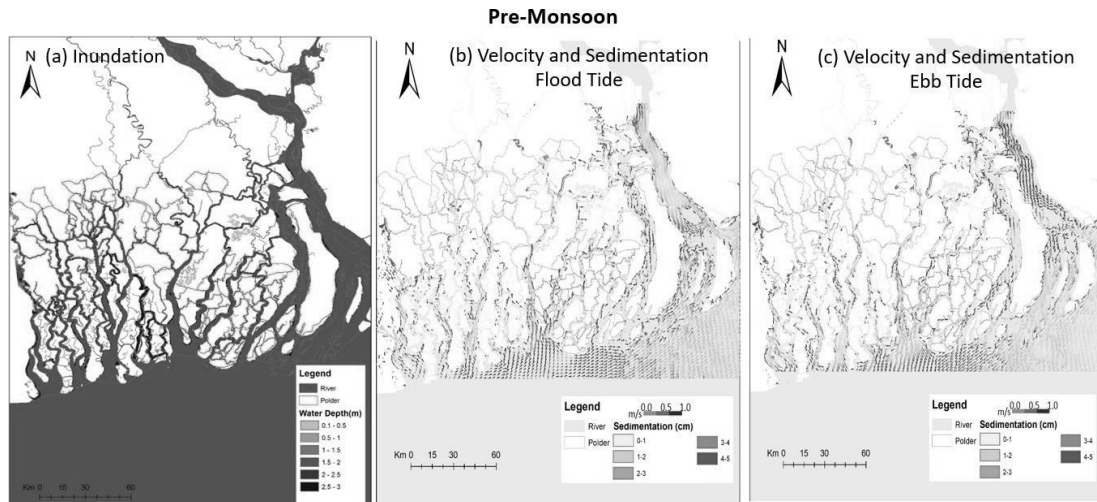 Pre-Monsoon
N
(a) Inundation
Legend
River
Polder
Water Depth(m)
0.1 - 0.5
0.5 - 1
1 - 1.5
1.5 - 2
2 - 2.5
2.5 - 3
Km 0 15 30 60
N
(b) Velocity and Sedimentation
Flood Tide
Legend
0.0 0.5 1.0
m/s
River
Polder
Sedimentation (cm)
0-1
1-2
2-3
3-4
4-5
Km 0 15 30 60
N
(c) Velocity and Sedimentation
Ebb Tide
Legend
0.0 0.5 1.0
m/s
River
Polder
Sedimentation (cm)
0-1
1-2
2-3
3-4
4-5
Km 0 15 30 60